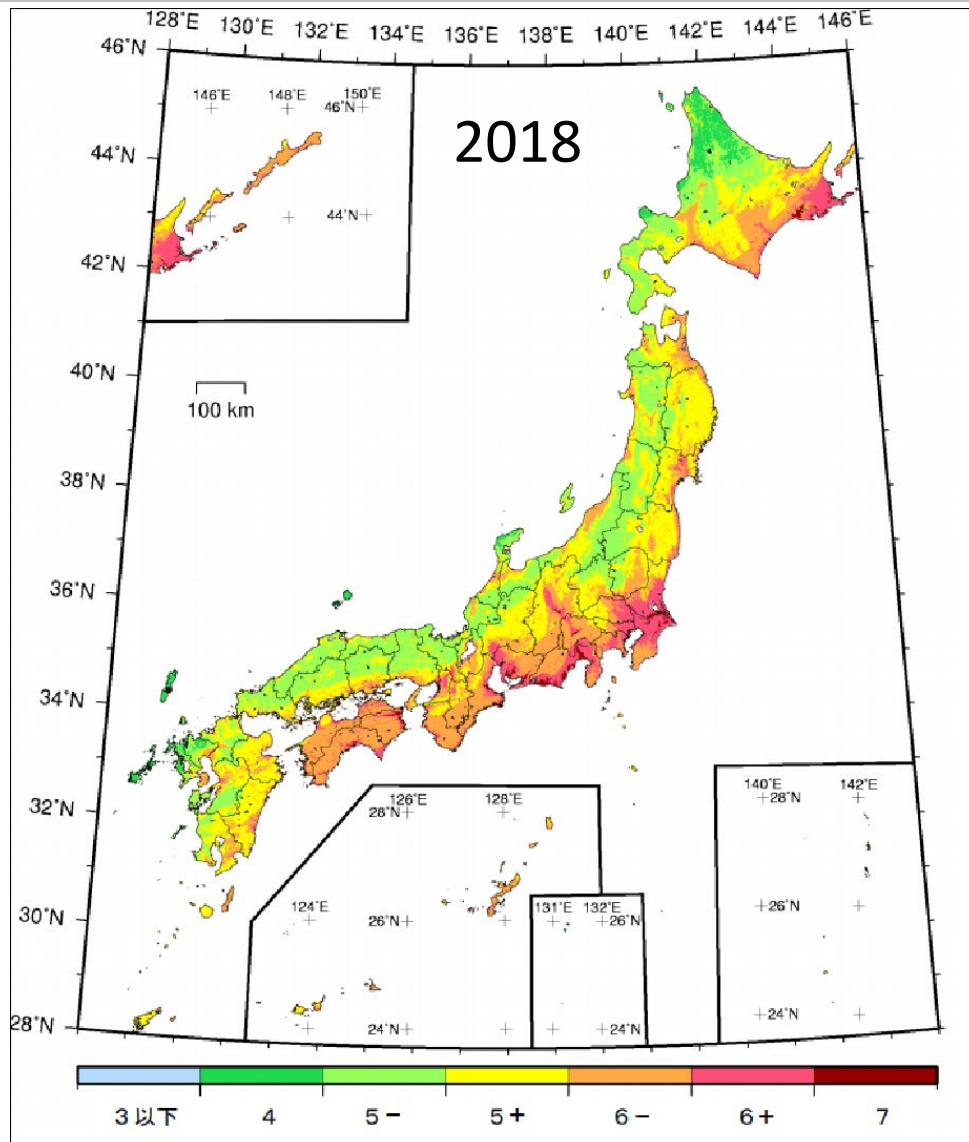 128°E 130°E 132°E 134°E 136°E 138°E 140°E 142°E 144°E 146°E
46°N
146°E 148°E 150°E
46°N
2018
44°N
44°N
42°N
40°N
100 km
38°N
36°N
34°N
32°N
126°E 128°E
28°N
140°E 142°E
28°N
30°N
124°E
26°N
131°E 132°E
26°N
26°N
28°N
24°N
24°N
24°N
3 以下 4 5− 5+ 6− 6+ 7